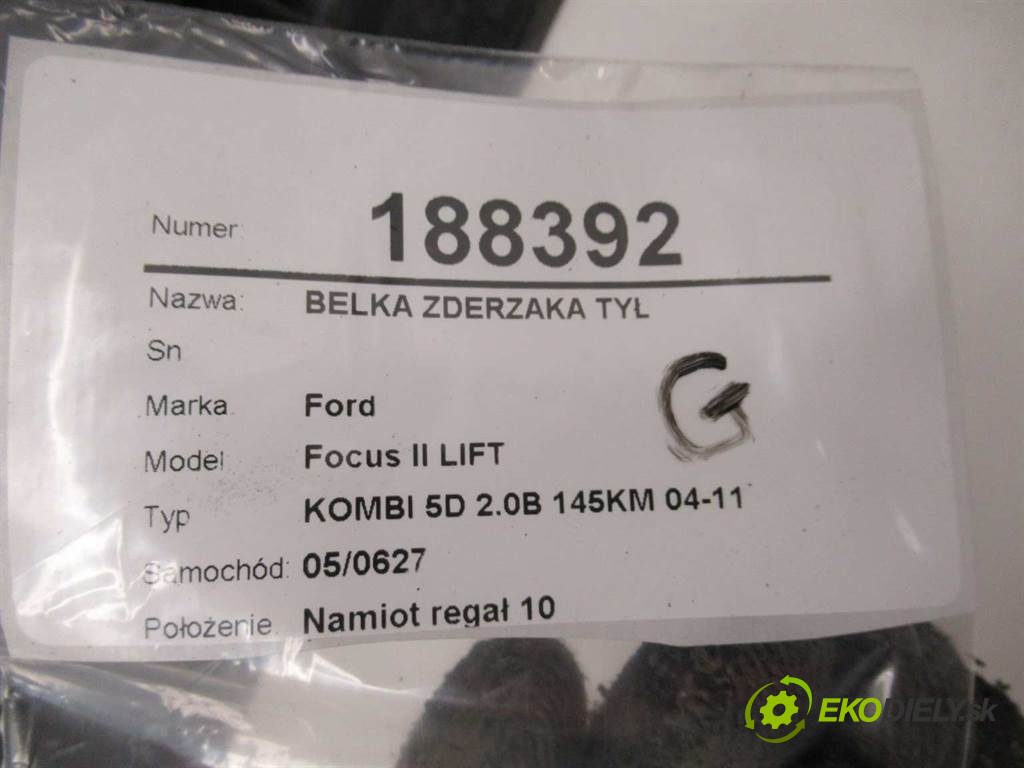 Numer 188392
Nazwa: BELKA ZDERZAKA TYŁ
Sn
G
Marka Ford
Model Focus II LIFT
Typ KOMBI 5D 2.0B 145KM 04-11
Samochód: 05/0627
Położenie Namiot regał 10
EKODIELY.sk